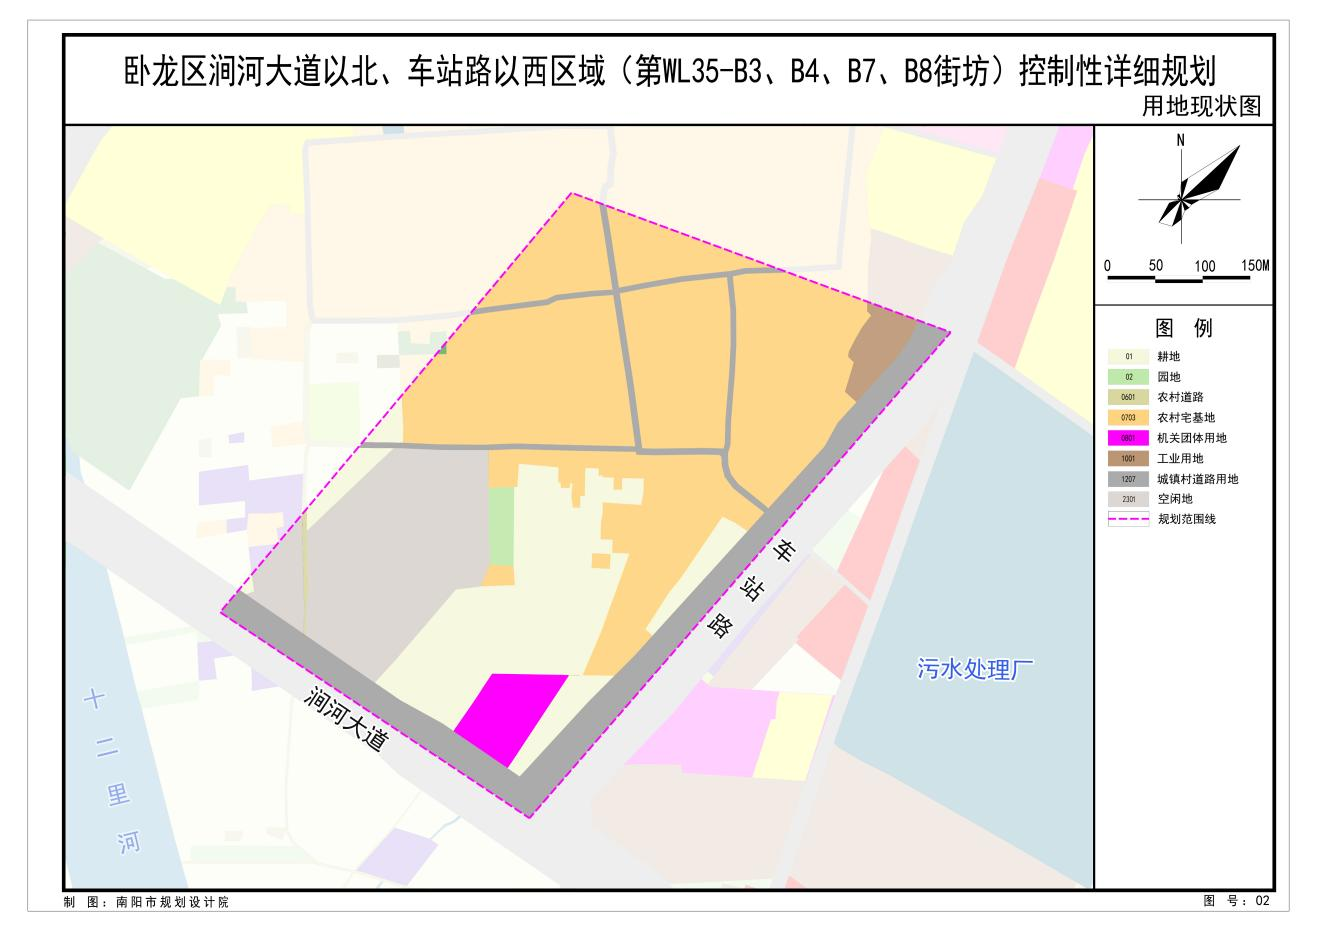 卧龙区涧河大道以北、车站路以西区域（第WL35-B3、B4、B7、B8街坊）控制性详细规划
用地现状图
N
0 50 100 150M
图 例
01 耕地
02 园地
0601 农村道路
0703 农村宅基地
0801 机关团体用地
1001 工业用地
1207 城镇村道路用地
2301 空闲地
规划范围线
车站路
涧河大道
污水处理厂
十二里河
制 图：南阳市规划设计院
图 号：02